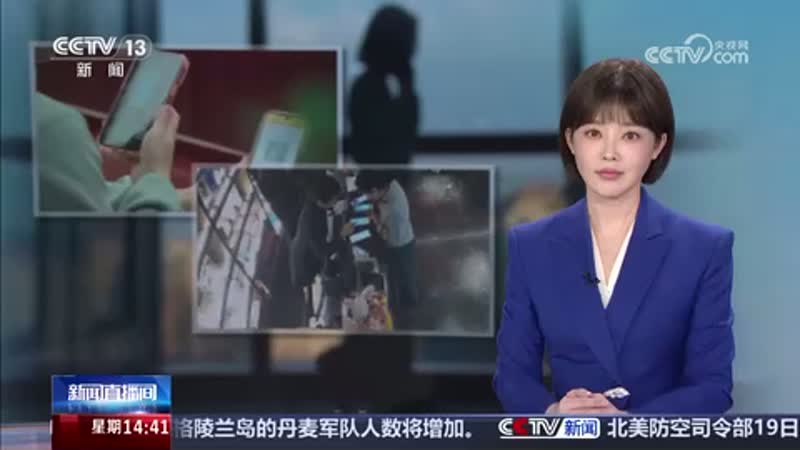 CCTV 13
新闻
央视网
CCTV.com
新闻直播间
星期 14:41
格陵兰岛的丹麦军队人数将增加。 CCTV 新闻 北美防空司令部19日